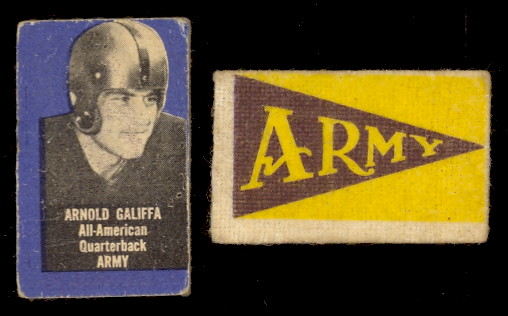 ARNOLD GALIFFA
All-American
Quarterback
ARMY
ARMY